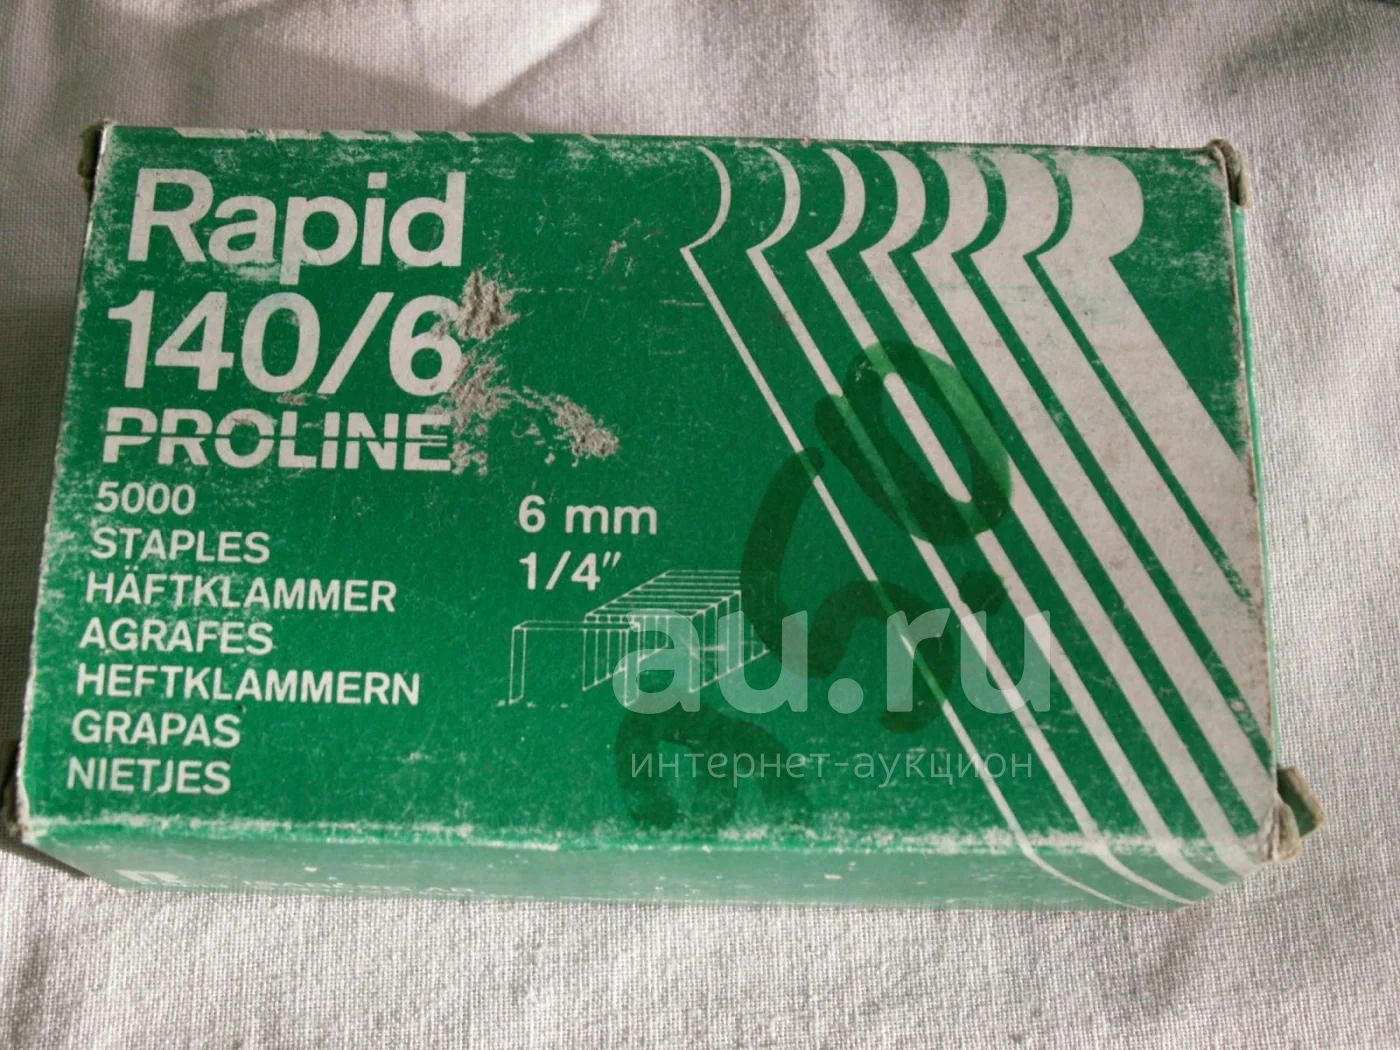 Rapid
140/6
PROLINE
5000
STAPLES
HÄFTKLAMMER
AGRAFES
HEFTKLAMMERN
GRAPAS
NIETJES
6 mm
1/4"
au.ru
интернет-аукцион